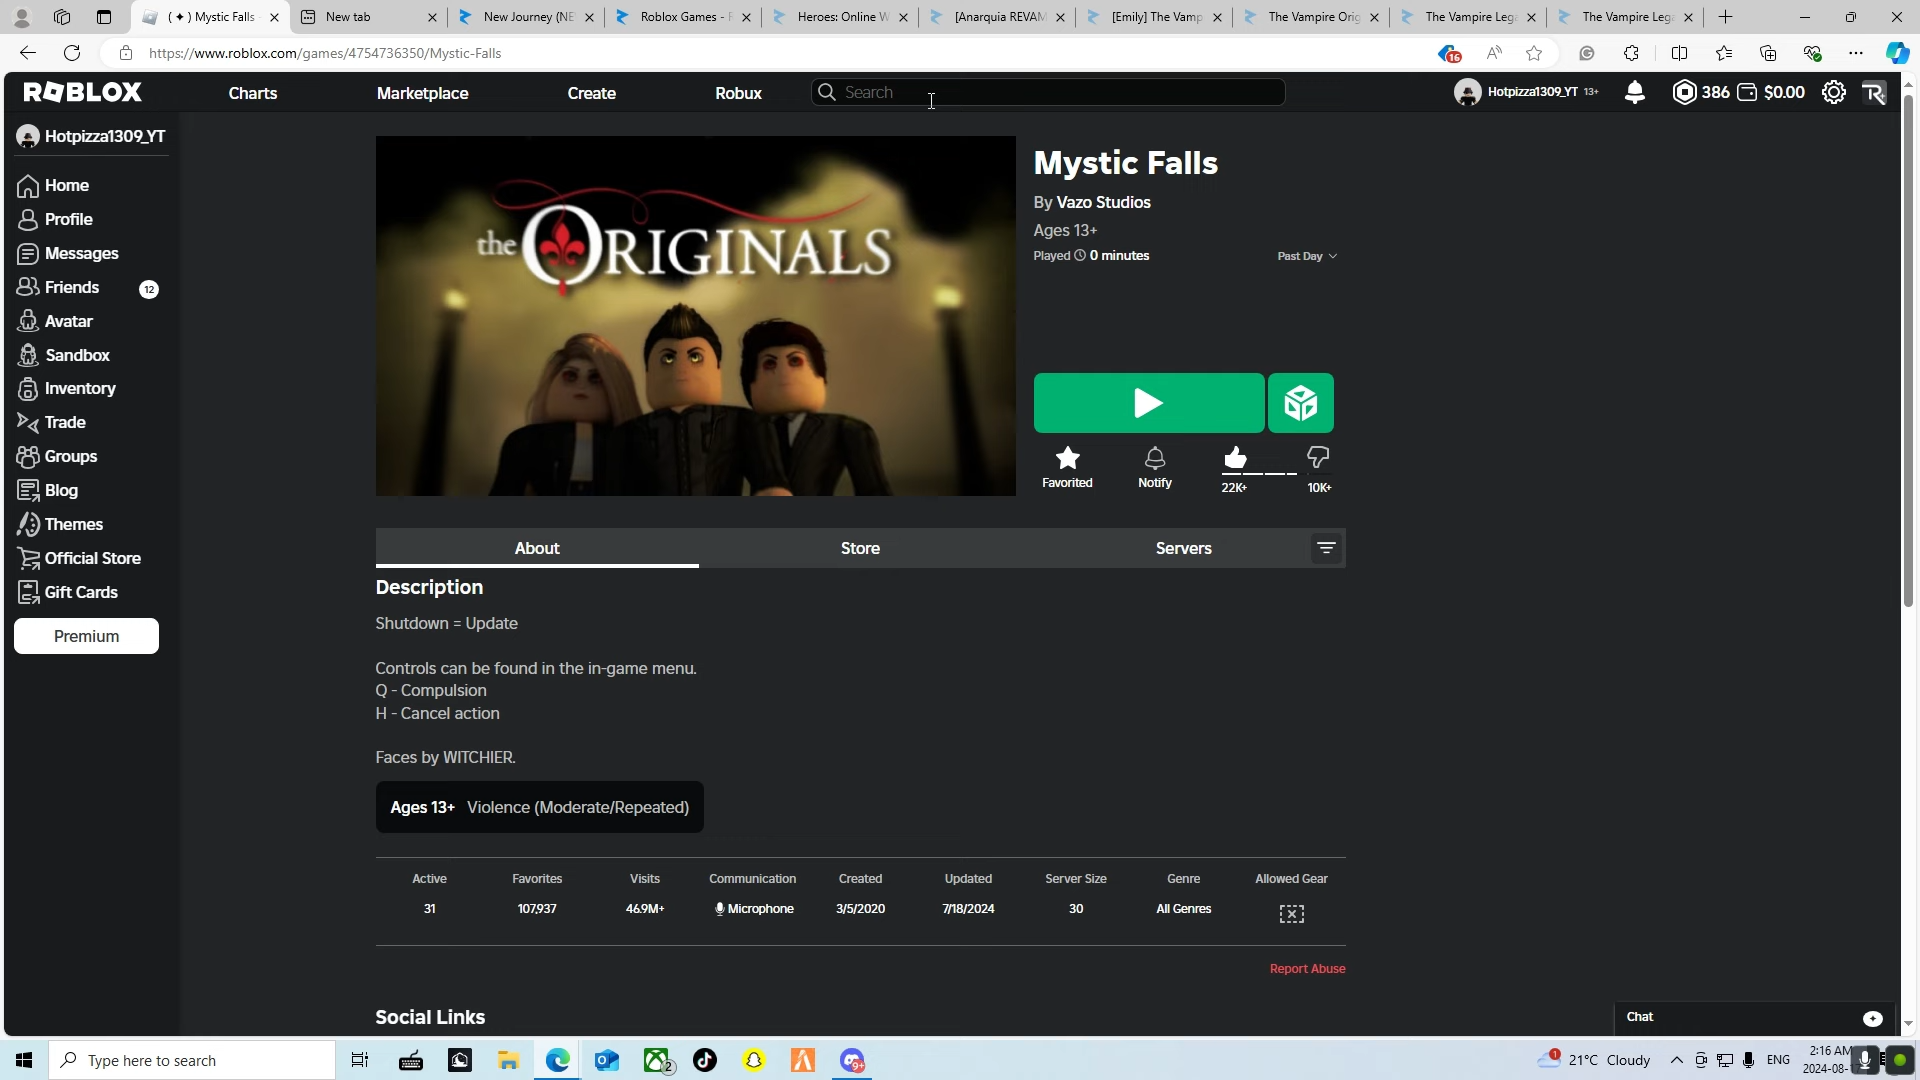 ( ✦ ) Mystic Falls
New tab
New Journey (NE
Roblox Games - R
Heroes: Online W
[Anarquia REVAM
[Emily] The Vamp
The Vampire Orig
The Vampire Lega
The Vampire Lega
https://www.roblox.com/games/4754736350/Mystic-Falls
16
ROBLOX
Charts
Marketplace
Create
Robux
Search
Hotpizza1309_YT 13+
386
$0.00
Hotpizza1309_YT
Home
Profile
Messages
Friends 12
Avatar
Sandbox
Inventory
Trade
Groups
Blog
Themes
Official Store
Gift Cards
Premium
the ORIGINALS
Mystic Falls
By Vazo Studios
Ages 13+
Played 0 minutes
Past Day
Favorited
Notify
22K+
10K+
About
Store
Servers
Description
Shutdown = Update
Controls can be found in the in-game menu.
Q - Compulsion
H - Cancel action
Faces by WITCHIER.
Ages 13+ Violence (Moderate/Repeated)
Active Favorites Visits Communication Created Updated Server Size Genre Allowed Gear
31 107,937 46.9M+ Microphone 3/5/2020 7/18/2024 30 All Genres
Report Abuse
Social Links
Chat
Type here to search
2
9+
1
21°C Cloudy
ENG
2:16 AM
2024-08-